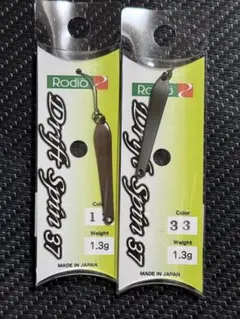 Rodio
Drift Spin 37
Color
1
Weight
1.3g
MADE IN JAPAN
Rodio
Drift Spin 37
Color
33
Weight
1.3g
MADE IN JAPAN